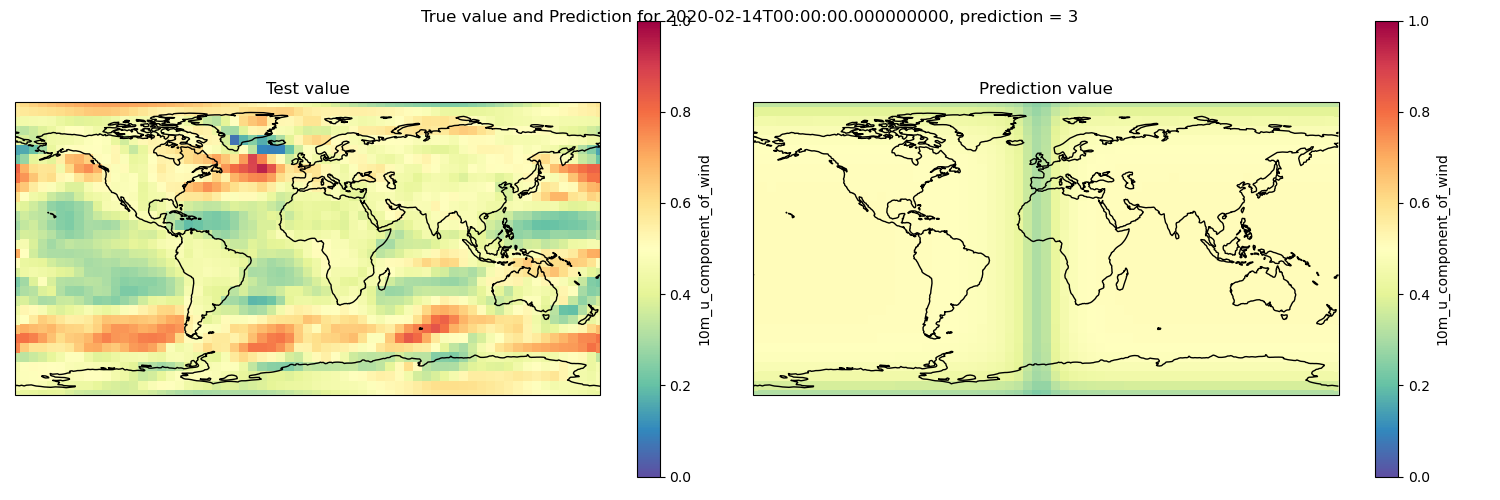 True value and Prediction for 2020-02-14T00:00:00.000000000, prediction = 3
Test value
1.0
0.8
0.6
0.4
0.2
0.0
10m_u_component_of_wind
Prediction value
1.0
0.8
0.6
0.4
0.2
0.0
10m_u_component_of_wind